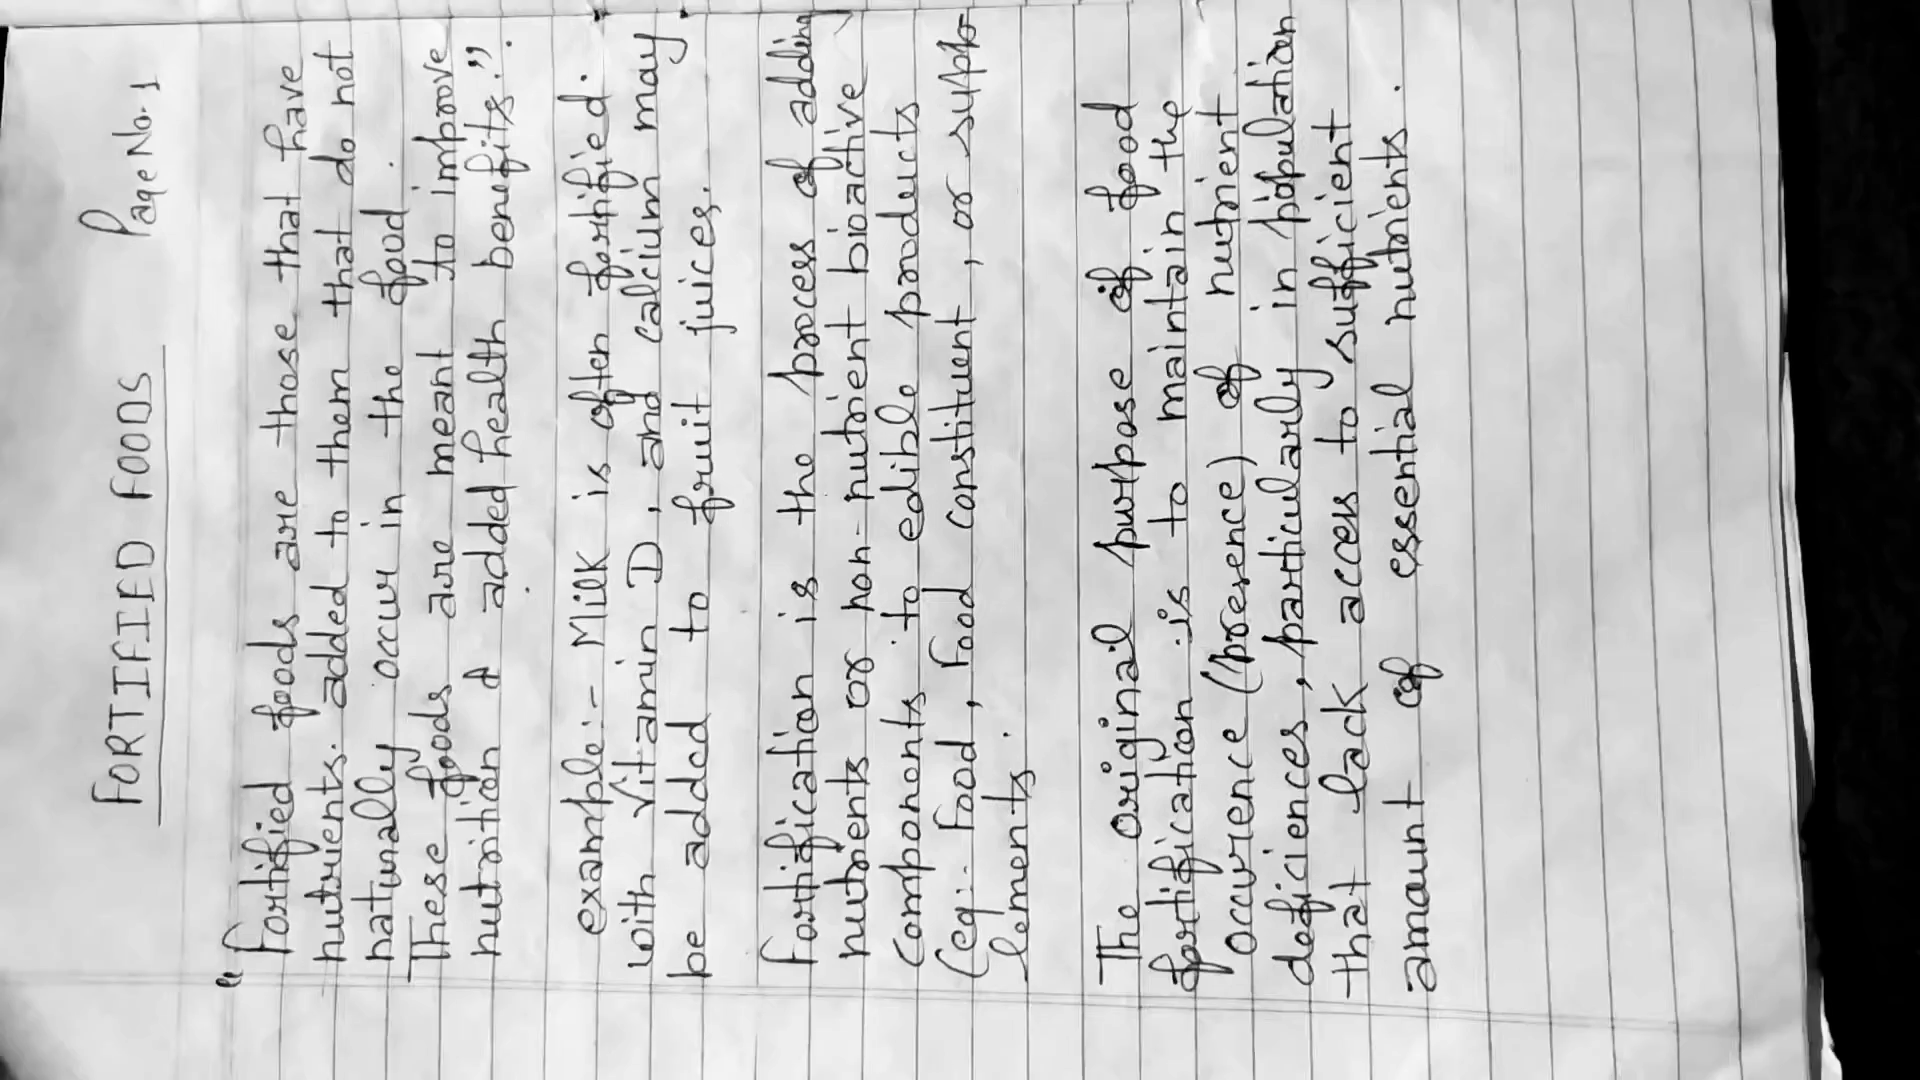 FORTIFIED FOODS
Page No. 1
"Fortified foods are those that have
nutrients. added to them that do not
naturally occur in the food.
These foods are meant to improve
nutrition & added health benefits.".
example:- Milk is often fortified.
with Vitamin D, and calcium may
be added to fruit juices.
Fortification is the process of adding
nutrients or non-nutrient bioactive
components to edible products
(eg:- Food, Food constituent, or supp
lements.
The original purpose of food
fortification is to maintain the
occurience (presence) of nutrient
deficiences, particularly in population
that lack access to sufficient
amount of essential nutrients.